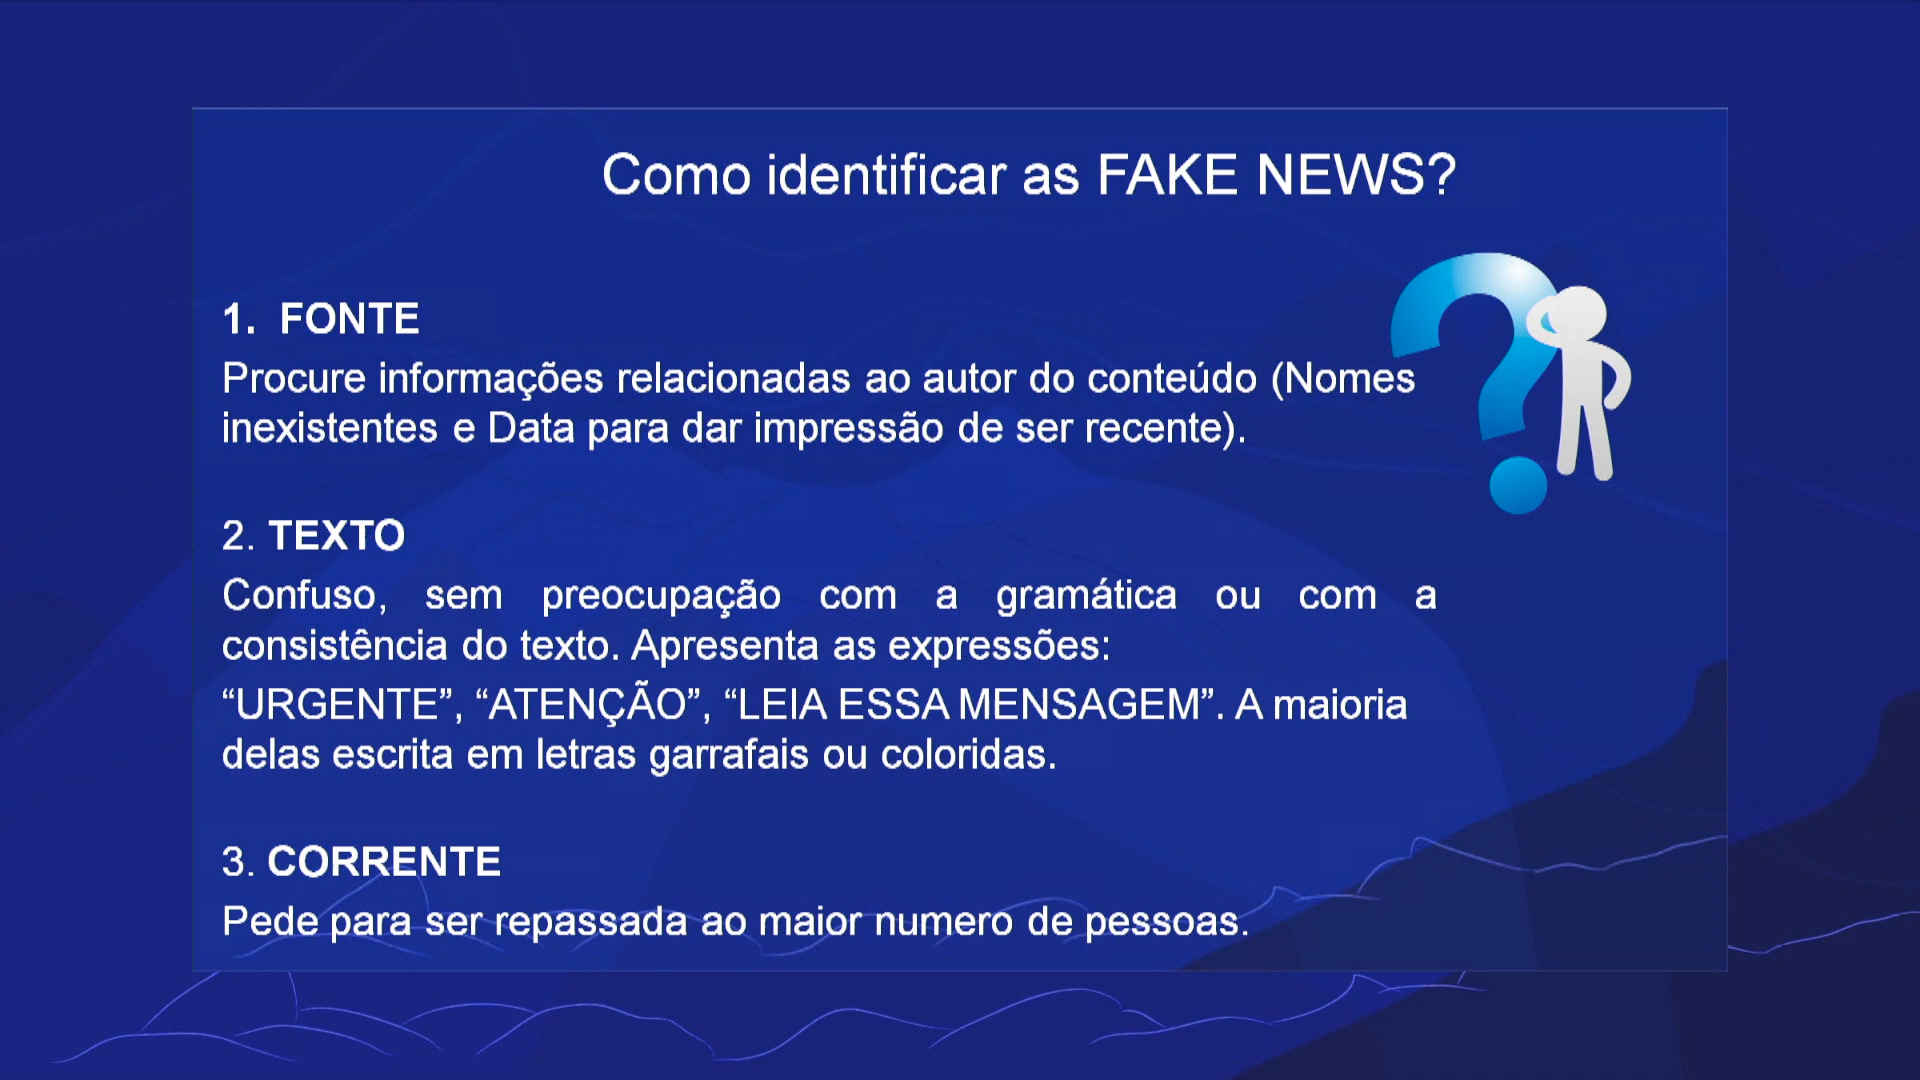 Como identificar as FAKE NEWS?
1. FONTE
Procure informações relacionadas ao autor do conteúdo (Nomes
inexistentes e Data para dar impressão de ser recente).
2. TEXTO
Confuso, sem preocupação com a gramática ou com a
consistência do texto. Apresenta as expressões:
“URGENTE”, “ATENÇÃO”, “LEIA ESSA MENSAGEM”. A maioria
delas escrita em letras garrafais ou coloridas.
3. CORRENTE
Pede para ser repassada ao maior numero de pessoas.